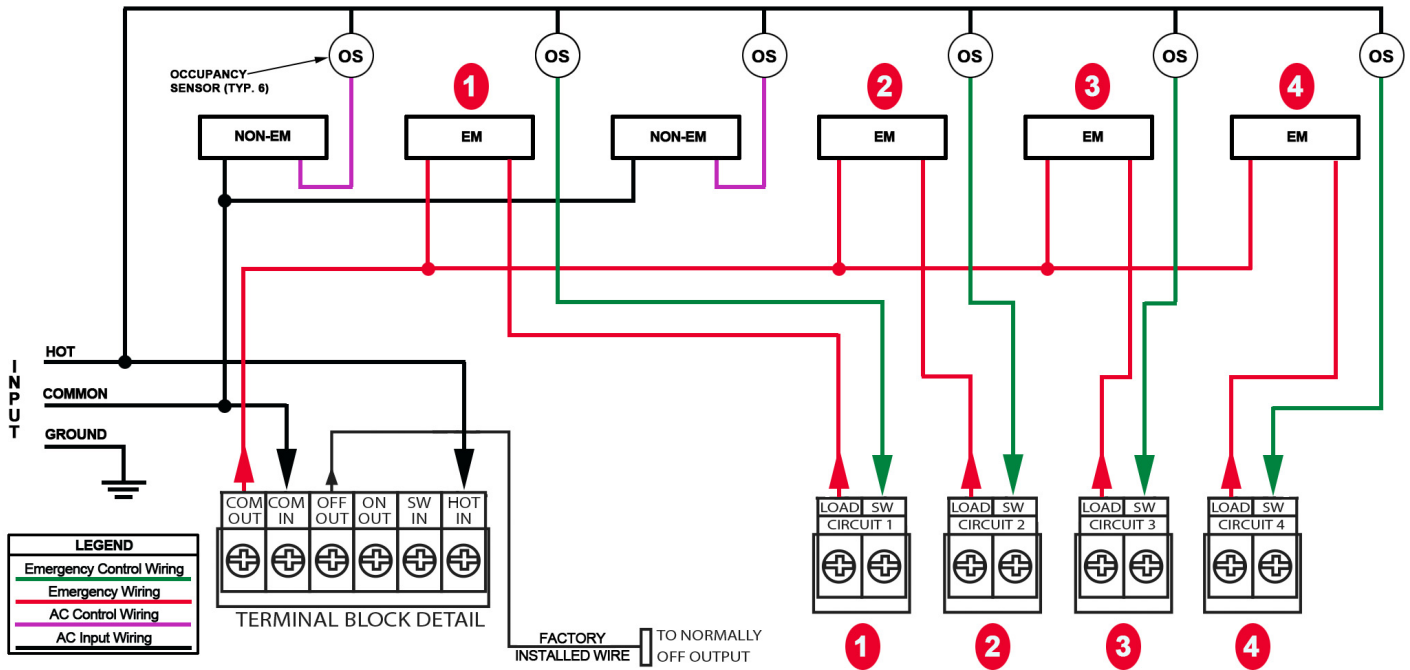 OS OS OS OS OS OS
OCCUPANCY
SENSOR (TYP. 6)
1 2 3 4
NON-EM EM NON-EM EM EM EM
INPUT
HOT
COMMON
GROUND
COM OUT
COM IN
OFF OUT
ON OUT
SW IN
HOT IN
TERMINAL BLOCK DETAIL
LOAD SW
CIRCUIT 1
LOAD SW
CIRCUIT 2
LOAD SW
CIRCUIT 3
LOAD SW
CIRCUIT 4
1 2 3 4
LEGEND
Emergency Control Wiring
Emergency Wiring
AC Control Wiring
AC Input Wiring
FACTORY
INSTALLED WIRE
TO NORMALLY
OFF OUTPUT